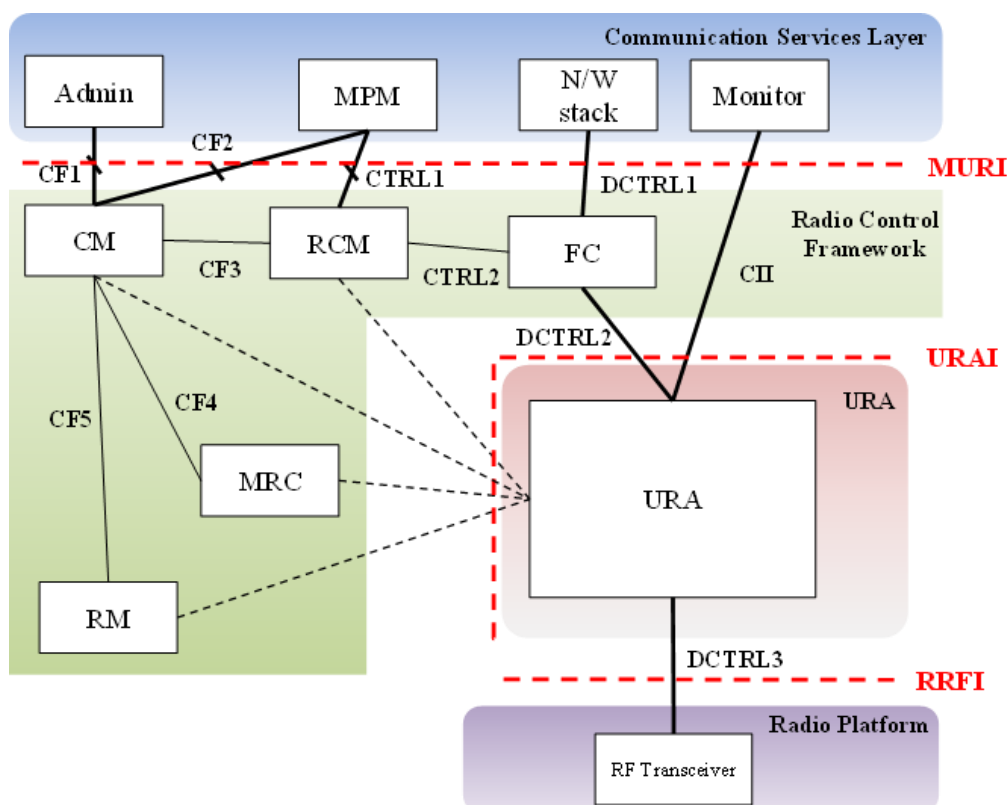 Communication Services Layer
Admin
MPM
N/W
stack
Monitor
CF1
CF2
CTRL1
DCTRL1
MURI
CM
RCM
FC
Radio Control
Framework
CF3
CTRL2
CII
DCTRL2
URAI
URA
CF5
CF4
MRC
URA
RM
DCTRL3
RRFI
Radio Platform
RF Transceiver